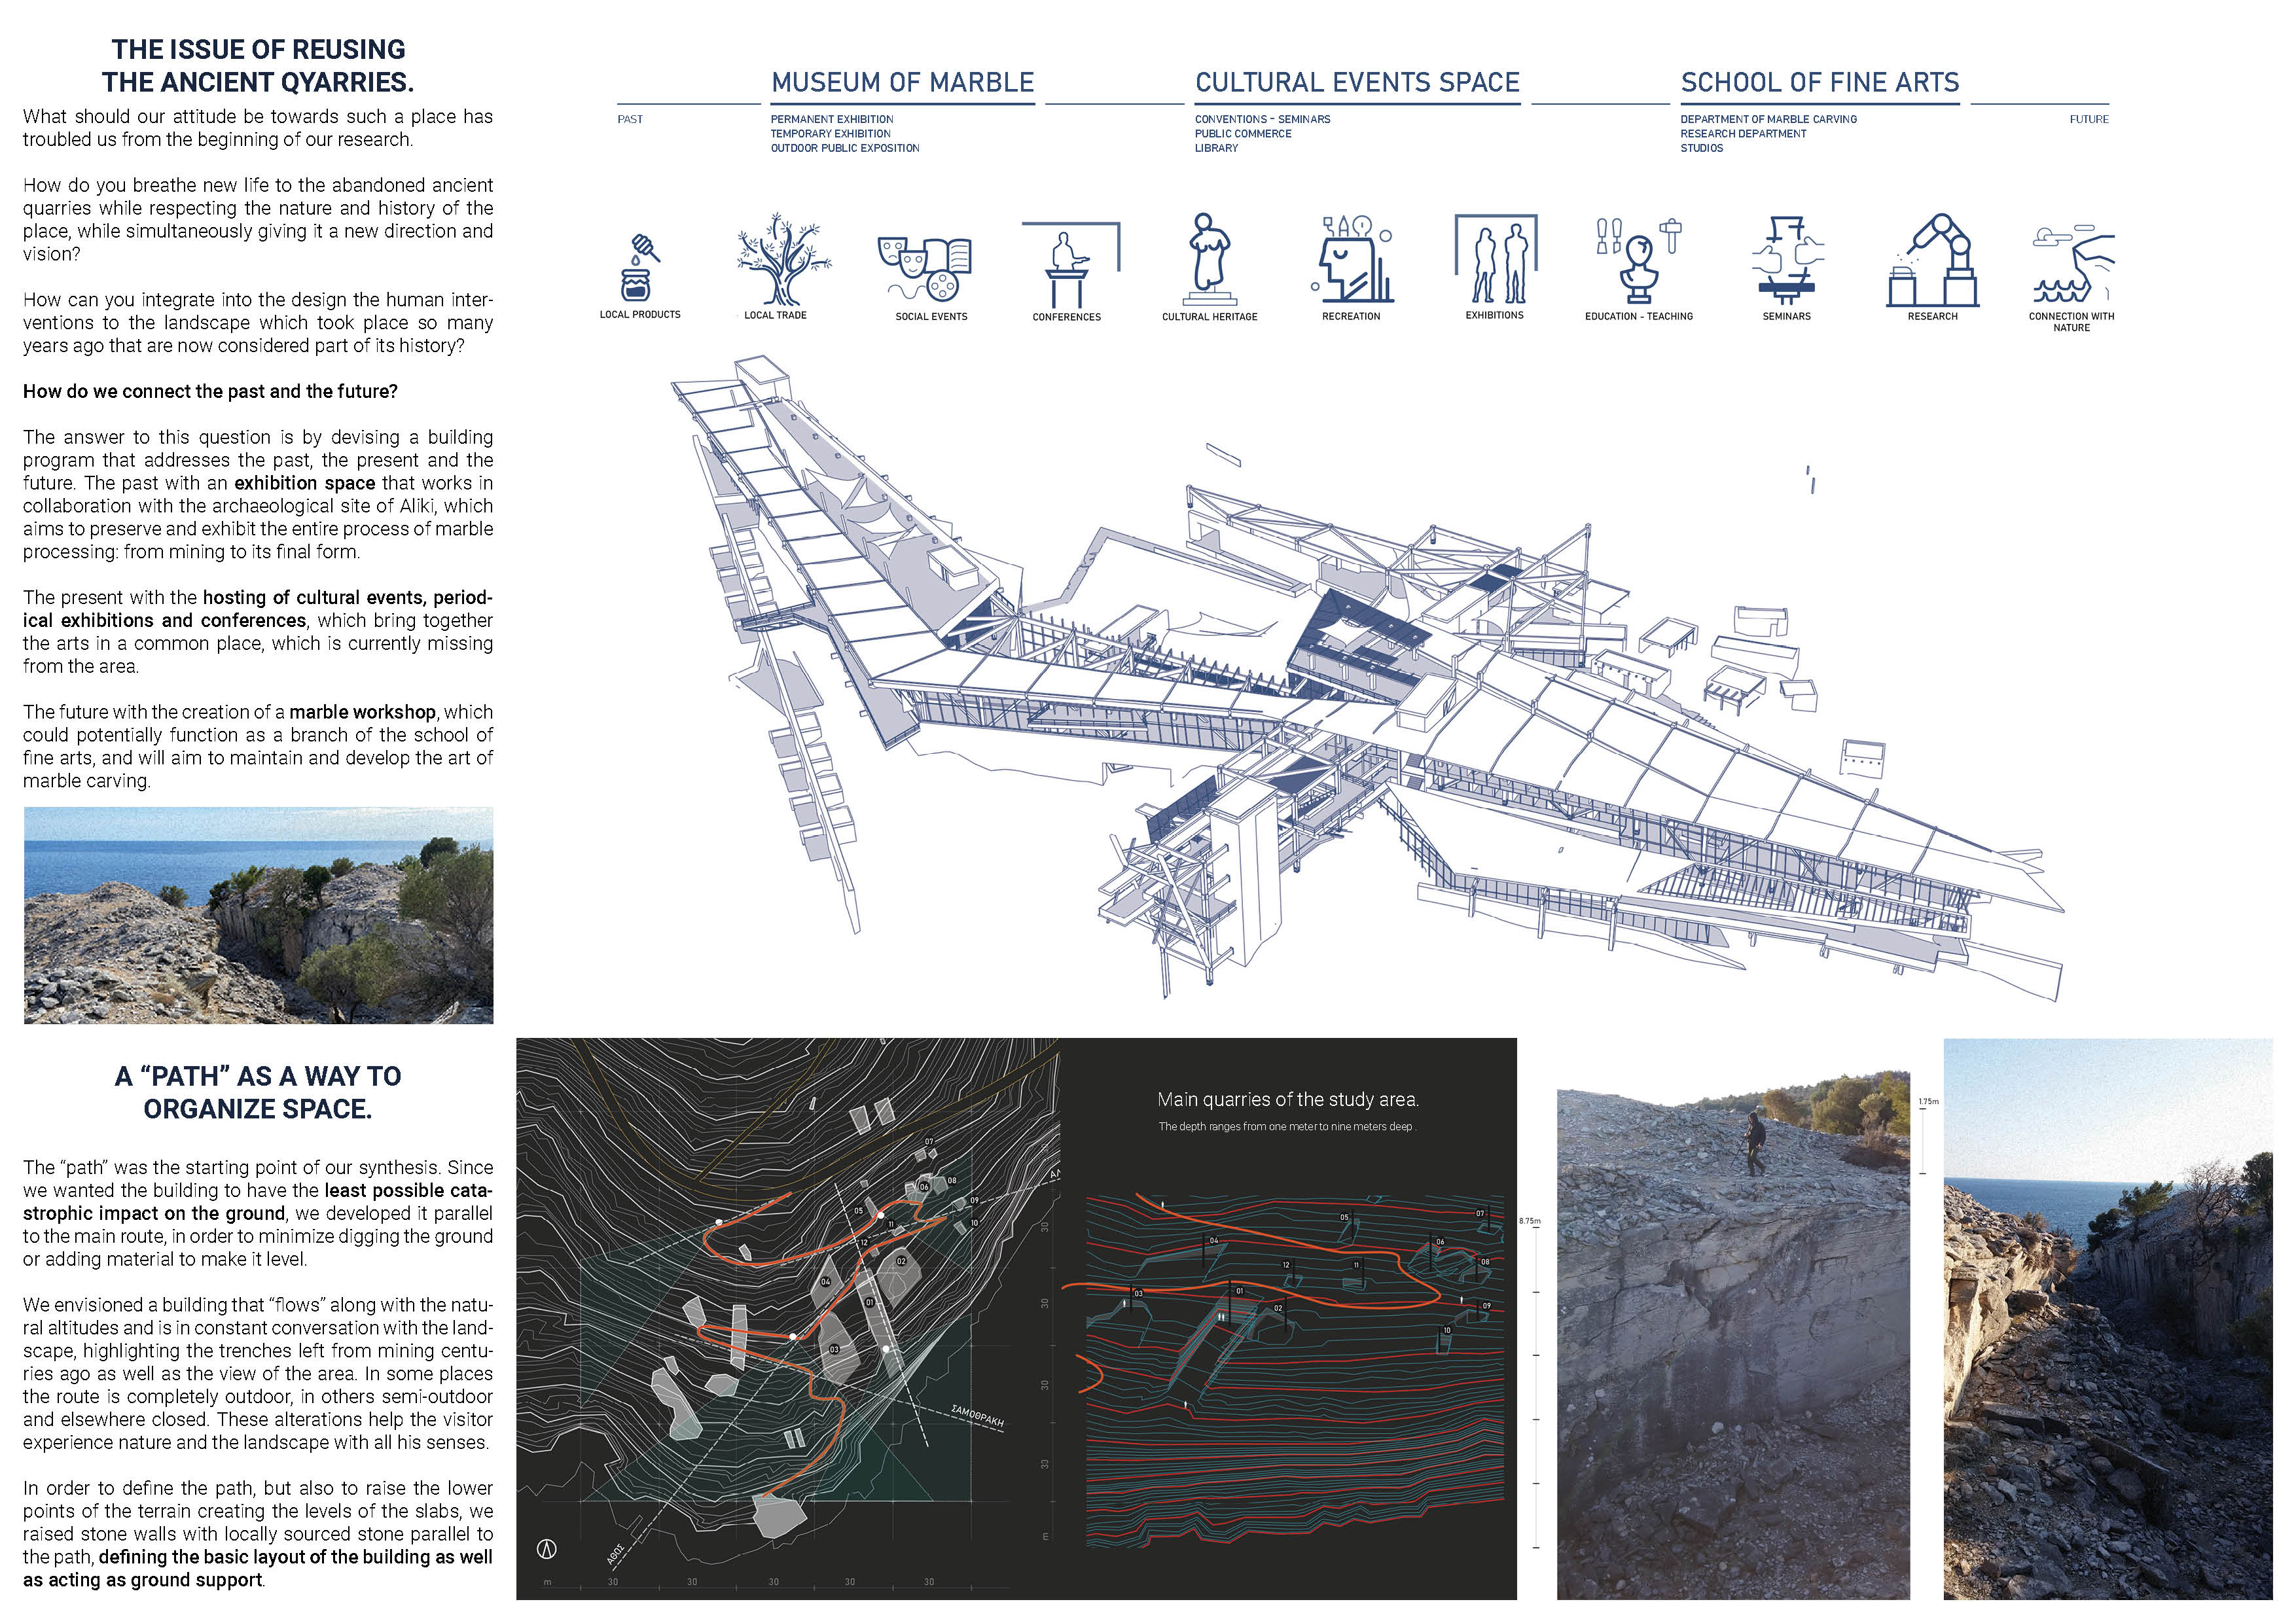 THE ISSUE OF REUSING
THE ANCIENT QYARRIES.
What should our attitude be towards such a place has
troubled us from the beginning of our research.
How do you breathe new life to the abandoned ancient
quarries while respecting the nature and history of the
place, while simultaneously giving it a new direction and
vision?
How can you integrate into the design the human inter-
ventions to the landscape which took place so many
years ago that are now considered part of its history?
How do we connect the past and the future?
The answer to this question is by devising a building
program that addresses the past, the present and the
future. The past with an exhibition space that works in
collaboration with the archaeological site of Aliki, which
aims to preserve and exhibit the entire process of marble
processing: from mining to its final form.
The present with the hosting of cultural events, period-
ical exhibitions and conferences, which bring together
the arts in a common place, which is currently missing
from the area.
The future with the creation of a marble workshop, which
could potentially function as a branch of the school of
fine arts, and will aim to maintain and develop the art of
marble carving.
A “PATH” AS A WAY TO
ORGANIZE SPACE.
The “path” was the starting point of our synthesis. Since
we wanted the building to have the least possible cata-
strophic impact on the ground, we developed it parallel
to the main route, in order to minimize digging the ground
or adding material to make it level.
We envisioned a building that “flows” along with the natu-
ral altitudes and is in constant conversation with the land-
scape, highlighting the trenches left from mining centu-
ries ago as well as the view of the area. In some places
the route is completely outdoor, in others semi-outdoor
and elsewhere closed. These alterations help the visitor
experience nature and the landscape with all his senses.
In order to define the path, but also to raise the lower
points of the terrain creating the levels of the slabs, we
raised stone walls with locally sourced stone parallel to
the path, defining the basic layout of the building as well
as acting as ground support.
PAST
MUSEUM OF MARBLE
PERMANENT EXHIBITION
TEMPORARY EXHIBITION
OUTDOOR PUBLIC EXPOSITION
CULTURAL EVENTS SPACE
CONVENTIONS - SEMINARS
PUBLIC COMMERCE
LIBRARY
SCHOOL OF FINE ARTS
DEPARTMENT OF MARBLE CARVING
RESEARCH DEPARTMENT
STUDIOS
FUTURE
LOCAL PRODUCTS
LOCAL TRADE
SOCIAL EVENTS
CONFERENCES
CULTURAL HERITAGE
RECREATION
EXHIBITIONS
EDUCATION - TEACHING
SEMINARS
RESEARCH
CONNECTION WITH
NATURE
07
06
08
09
10
05
11
12
02
04
01
03
ΣΑΜΟΘΡΑΚΗ
ΑΘΩΣ
m
30
30
30
30
30
30
30
30
30
m
Main quarries of the study area.
The depth ranges from one meter to nine meters deep .
05
07
04
06
12
11
08
03
01
02
09
10
8.75m
1.75m